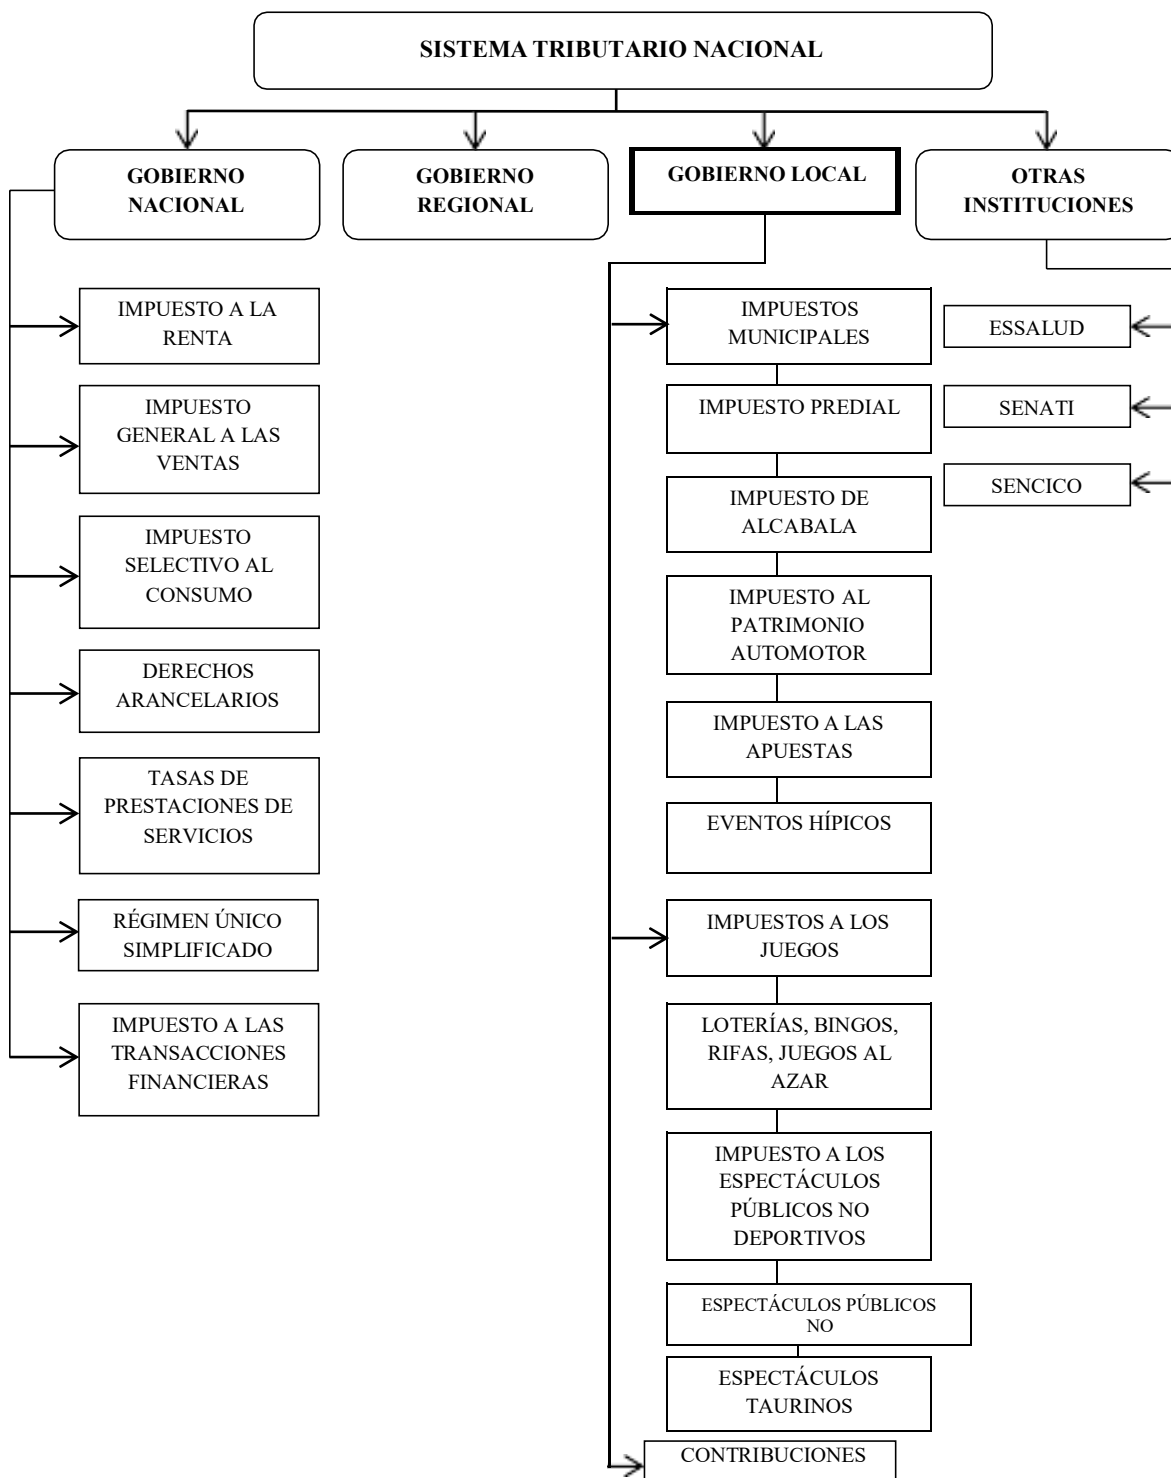 SISTEMA TRIBUTARIO NACIONAL
GOBIERNO
NACIONAL
GOBIERNO
REGIONAL
GOBIERNO LOCAL
OTRAS
INSTITUCIONES
IMPUESTO A LA
RENTA
IMPUESTO
GENERAL A LAS
VENTAS
IMPUESTO
SELECTIVO AL
CONSUMO
DERECHOS
ARANCELARIOS
TASAS DE
PRESTACIONES DE
SERVICIOS
RÉGIMEN ÚNICO
SIMPLIFICADO
IMPUESTO A LAS
TRANSACCIONES
FINANCIERAS
IMPUESTOS
MUNICIPALES
IMPUESTO PREDIAL
IMPUESTO DE
ALCABALA
IMPUESTO AL
PATRIMONIO
AUTOMOTOR
IMPUESTO A LAS
APUESTAS
EVENTOS HÍPICOS
IMPUESTOS A LOS
JUEGOS
LOTERÍAS, BINGOS,
RIFAS, JUEGOS AL
AZAR
IMPUESTO A LOS
ESPECTÁCULOS
PÚBLICOS NO
DEPORTIVOS
ESPECTÁCULOS PÚBLICOS
NO
ESPECTÁCULOS
TAURINOS
CONTRIBUCIONES
ESSALUD
SENATI
SENCICO